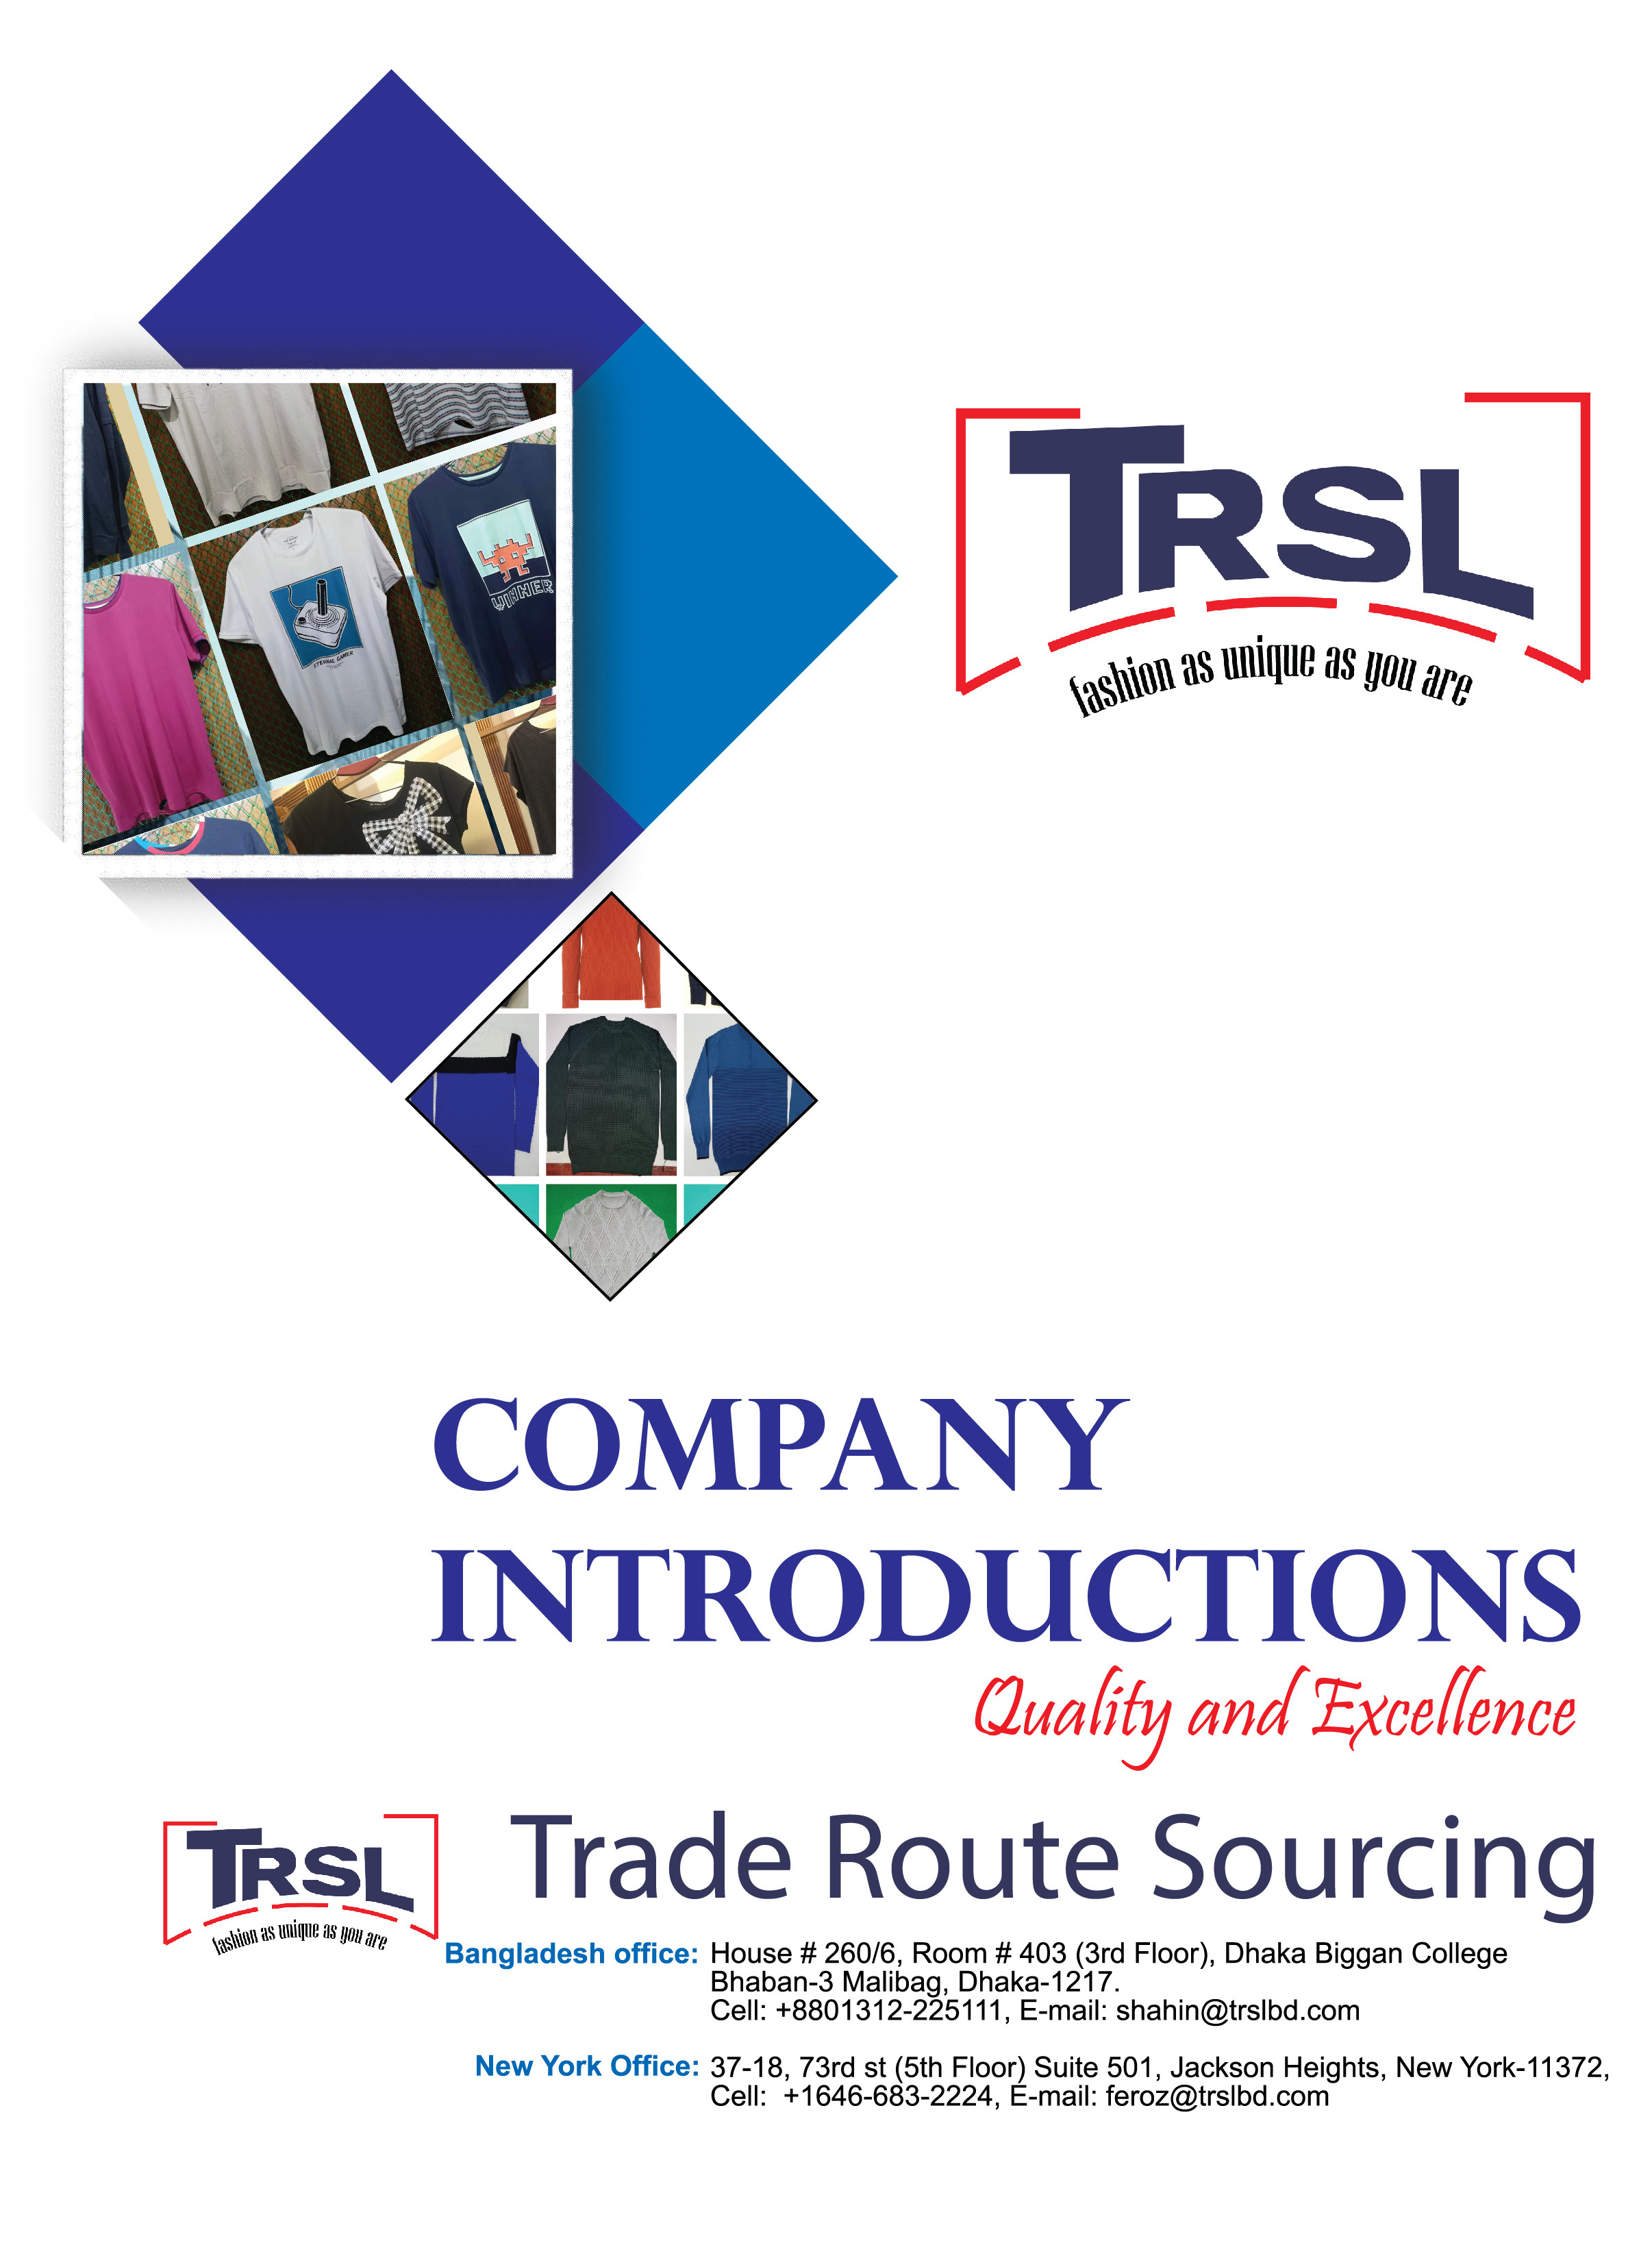 TRSL
fashion as unique as you are
ETERNAL GAMER
WINNER
COMPANY
INTRODUCTIONS
Quality and Excellence
TRSL
fashion as unique as you are
Trade Route Sourcing
Bangladesh office: House # 260/6, Room # 403 (3rd Floor), Dhaka Biggan College
Bhaban-3 Malibag, Dhaka-1217.
Cell: +8801312-225111, E-mail: shahin@trslbd.com
New York Office: 37-18, 73rd st (5th Floor) Suite 501, Jackson Heights, New York-11372,
Cell: +1646-683-2224, E-mail: feroz@trslbd.com